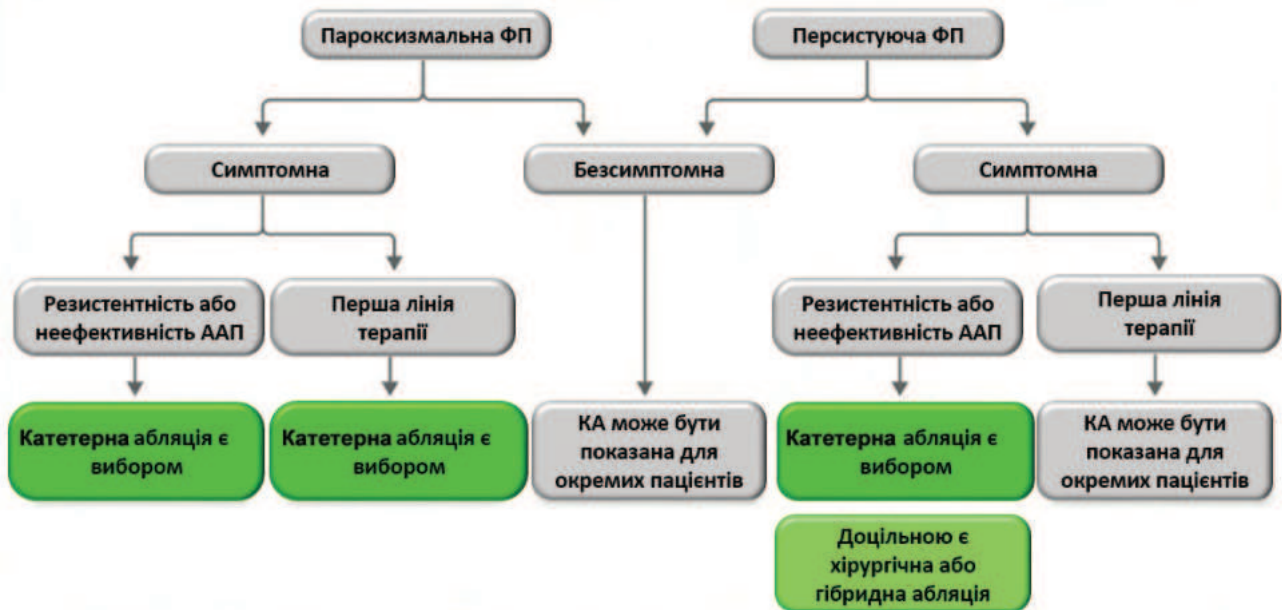 Пароксизмальна ФП
Персистуюча ФП
Симптомна
Безсимптомна
Симптомна
Резистентність або
неефективність ААП
Перша лінія
терапії
Резистентність або
неефективність ААП
Перша лінія
терапії
Катетерна абляція є
вибором
Катетерна абляція є
вибором
КА може бути
показана для
окремих пацієнтів
Катетерна абляція є
вибором
КА може бути
показана для
окремих пацієнтів
Доцільною є
хірургічна або
гібридна абляція